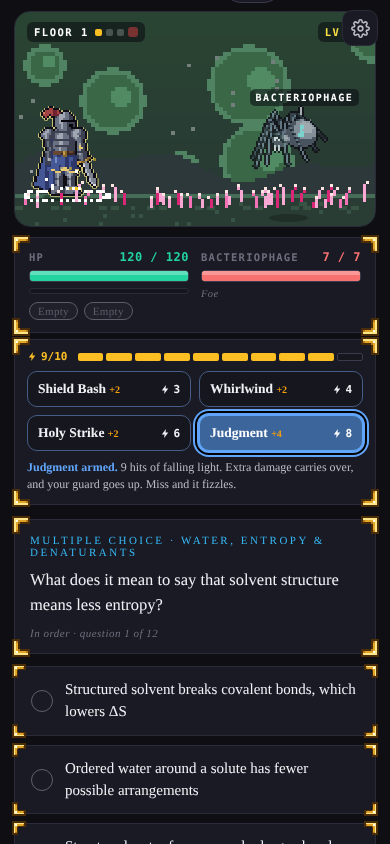 FLOOR 1
LV
BACTERIOPHAGE
HP 120 / 120
BACTERIOPHAGE 7 / 7
Foe
Empty Empty
9/10
Shield Bash +2 3
Whirlwind +2 4
Holy Strike +2 6
Judgment +4 8
Judgment armed. 9 hits of falling light. Extra damage carries over,
and your guard goes up. Miss and it fizzles.
MULTIPLE CHOICE · WATER, ENTROPY &
DENATURANTS
What does it mean to say that solvent structure
means less entropy?
In order · question 1 of 12
Structured solvent breaks covalent bonds, which
lowers ΔS
Ordered water around a solute has fewer
possible arrangements